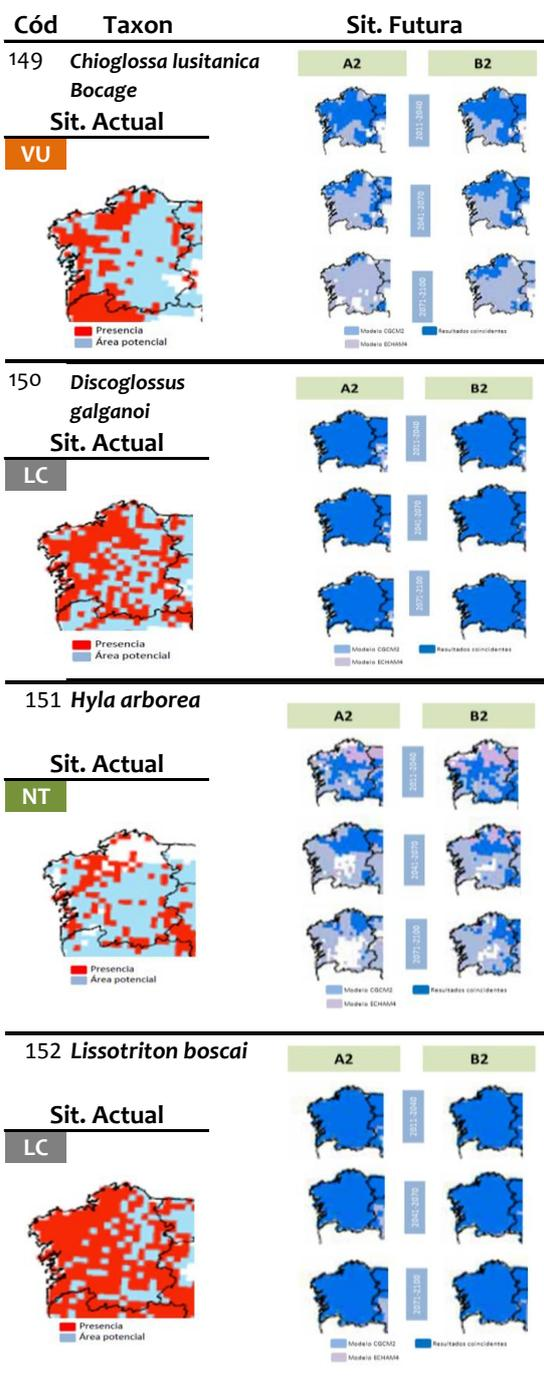 Cód Taxon Sit. Futura
149 Chioglossa lusitanica
Bocage
Sit. Actual
VU
Presencia
Área potencial
A2 B2
2011-2040
2041-2070
2071-2100
Modelo CGCM2 Resultados coincidentes
Modelo ECHAM4
150 Discoglossus
galganoi
Sit. Actual
LC
Presencia
Área potencial
A2 B2
2011-2040
2041-2070
2071-2100
Modelo CGCM2 Resultados coincidentes
Modelo ECHAM4
151 Hyla arborea
Sit. Actual
NT
Presencia
Área potencial
A2 B2
2011-2040
2041-2070
2071-2100
Modelo CGCM2 Resultados coincidentes
Modelo ECHAM4
152 Lissotriton boscai
Sit. Actual
LC
Presencia
Área potencial
A2 B2
2011-2040
2041-2070
2071-2100
Modelo CGCM2 Resultados coincidentes
Modelo ECHAM4